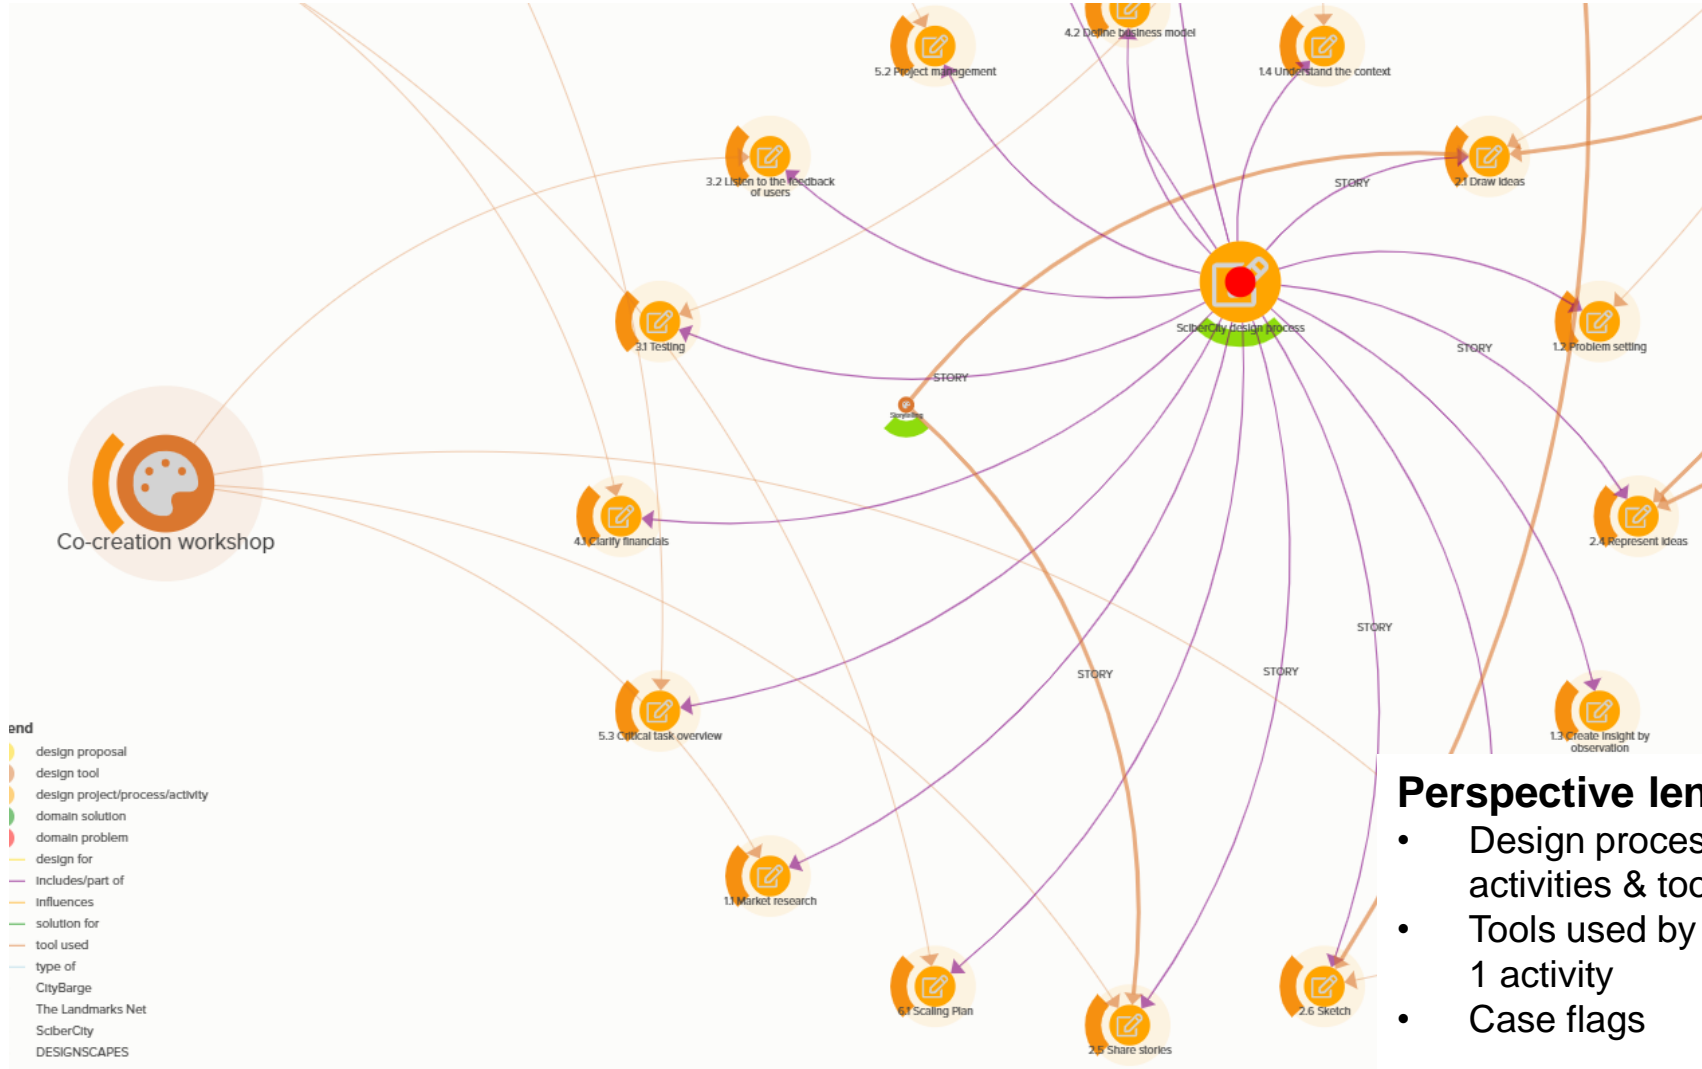 4.2 Define business model
5.2 Project management
1.4 Understand the context
3.2 Listen to the feedback
of users
STORY
2.1 Draw ideas
SciberCity design process
3.1 Testing
STORY
1.2 Problem setting
STORY
Storytelling
Co-creation workshop
4.1 Clarify financials
2.4 Represent ideas
STORY
STORY
STORY
5.3 Critical task overview
1.3 Create insight by
observation
end
design proposal
design tool
design project/process/activity
domain solution
domain problem
design for
includes/part of
influences
solution for
tool used
type of
CityBarge
The Landmarks Net
SciberCity
DESIGNSCAPES
1.1 Market research
6.1 Scaling Plan
2.5 Share stories
2.6 Sketch
Perspective len
• Design proces
activities & too
• Tools used by
1 activity
• Case flags